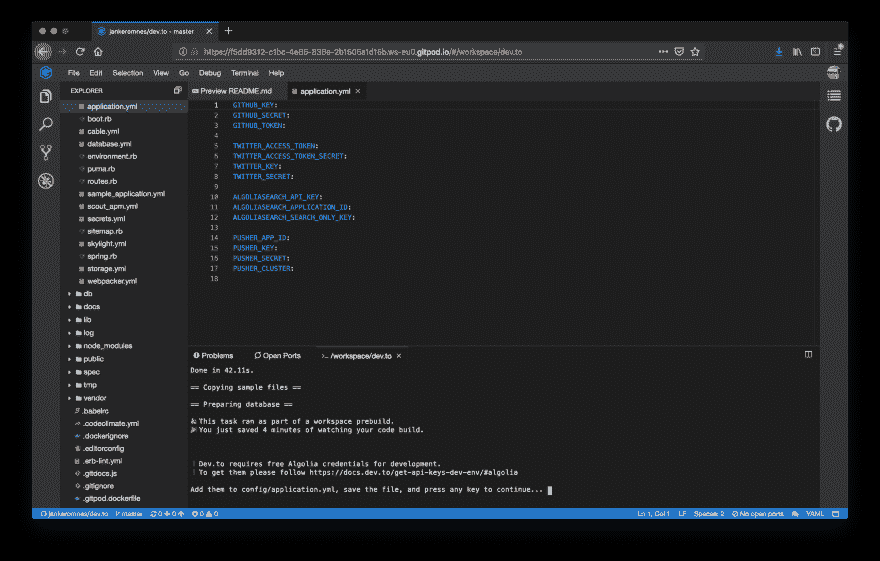 jankeromnes/dev.to - master
gitpod.io/#/workspace/dev.to
File Edit Selection View Go Debug Terminal Help
EXPLORER
application.yml
boot.rb
cable.yml
database.yml
environment.rb
puma.rb
routes.rb
sample_application.yml
scout_apm.yml
secrets.yml
sitemap.rb
skylight.yml
spring.rb
storage.yml
webpacker.yml
db
docs
lib
log
node_modules
public
spec
tmp
vendor
.babelrc
.codeclimate.yml
.dockerignore
.editorconfig
.erb-lint.yml
.gitdocs.js
.gitignore
.gitpod.dockerfile
Preview README.md application.yml
1 GITHUB_KEY:
2 GITHUB_SECRET:
3 GITHUB_TOKEN:
4
5 TWITTER_ACCESS_TOKEN:
6 TWITTER_ACCESS_TOKEN_SECRET:
7 TWITTER_KEY:
8 TWITTER_SECRET:
9
10 ALGOLIASEARCH_API_KEY:
11 ALGOLIASEARCH_APPLICATION_ID:
12 ALGOLIASEARCH_SEARCH_ONLY_KEY:
13
14 PUSHER_APP_ID:
15 PUSHER_KEY:
16 PUSHER_SECRET:
17 PUSHER_CLUSTER:
18
Problems Open Ports >_ /workspace/dev.to
Done in 42.11s.
== Copying sample files ==
== Preparing database ==
This task ran as part of a workspace prebuild.
You just saved 4 minutes of watching your code build.
Dev.to requires free Algolia credentials for development.
To get them please follow https://docs.dev.to/get-api-keys-dev-env/#algolia
Add them to config/application.yml, save the file, and press any key to continue...
jankeromnes/dev.to master 0 0 0 0 Ln 1, Col 1 LF Spaces: 2 No open ports YAML